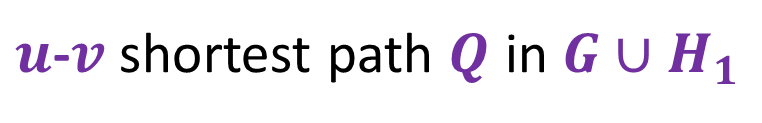 u-v shortest path Q in G ∪ H₁